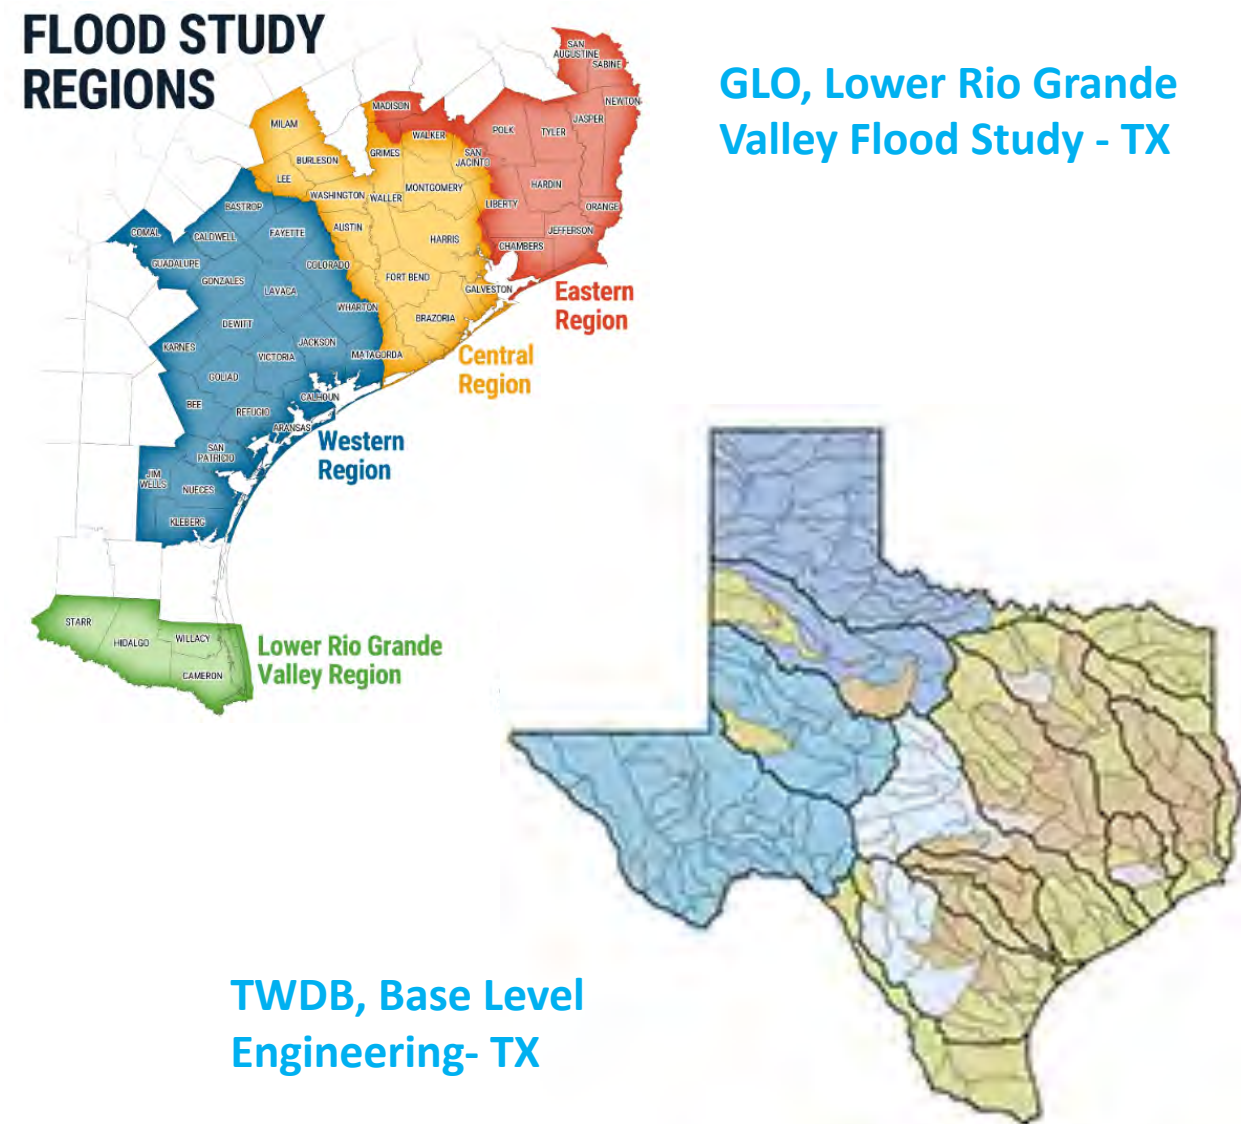 FLOOD STUDY
REGIONS
GLO, Lower Rio Grande
Valley Flood Study - TX
SAN
AUGUSTINE
SABINE
NEWTON
JASPER
MADISON
POLK
TYLER
MILAM
WALKER
GRIMES
SAN
JACINTO
BURLESON
LEE
MONTGOMERY
HARDIN
WASHINGTON
WALLER
LIBERTY
ORANGE
BASTROP
AUSTIN
JEFFERSON
COMAL
CALDWELL
FAYETTE
HARRIS
CHAMBERS
GUADALUPE
COLORADO
GONZALES
FORT BEND
LAVACA
GALVESTON
Eastern
Region
WHARTON
BRAZORIA
DEWITT
JACKSON
KARNES
VICTORIA
MATAGORDA
Central
Region
GOLIAD
CALHOUN
BEE
REFUGIO
ARANSAS
Western
Region
SAN
PATRICIO
JIM
WELLS
NUECES
KLEBERG
STARR
HIDALGO
WILLACY
CAMERON
Lower Rio Grande
Valley Region
TWDB, Base Level
Engineering- TX